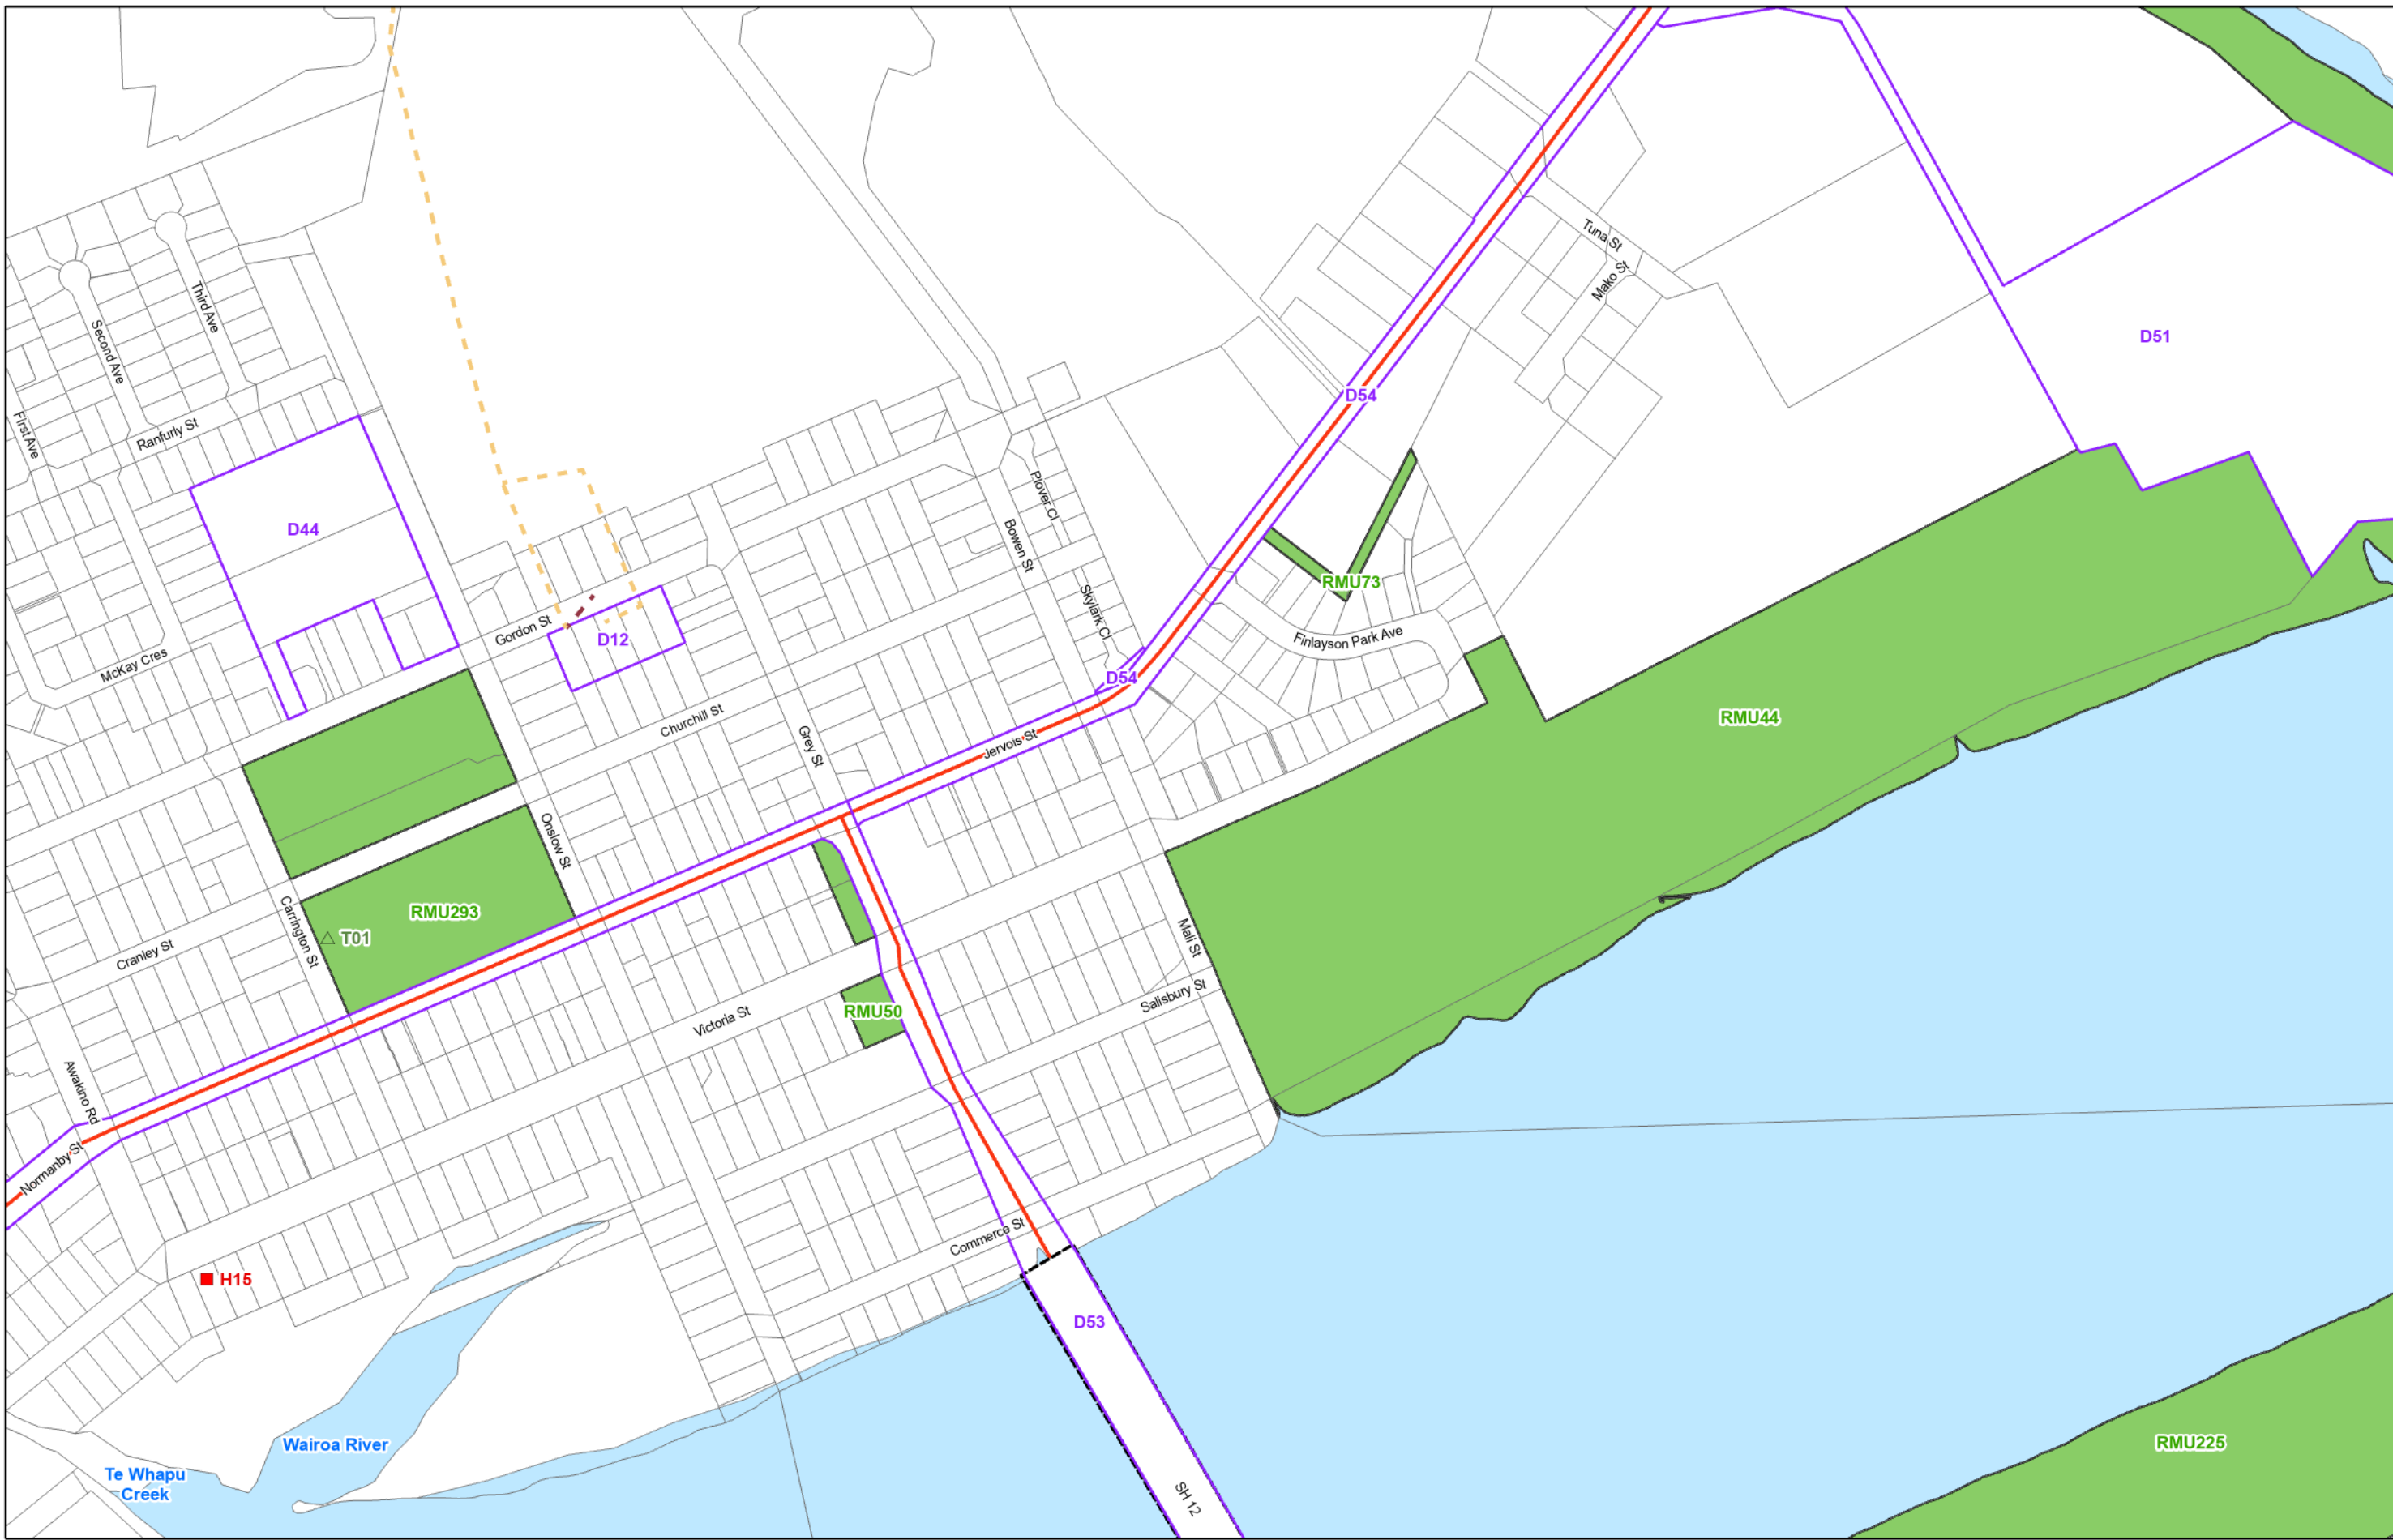 Tuna St
Mako St
Third Ave
Second Ave
First Ave
D51
D54
Ranfurly St
Plover Cl
D44
Bowen St
RMU73
Skylark Cl
Gordon St
D12
Finlayson Park Ave
McKay Cres
D54
Churchill St
RMU44
Grey St
Jervois St
Onslow St
RMU293
T01
Carrington St
Mali St
Cranley St
Salisbury St
RMU50
Victoria St
Awakino Rd
Normanby St
Commerce St
H15
D53
Wairoa River
RMU225
Te Whapu
Creek
SH 12